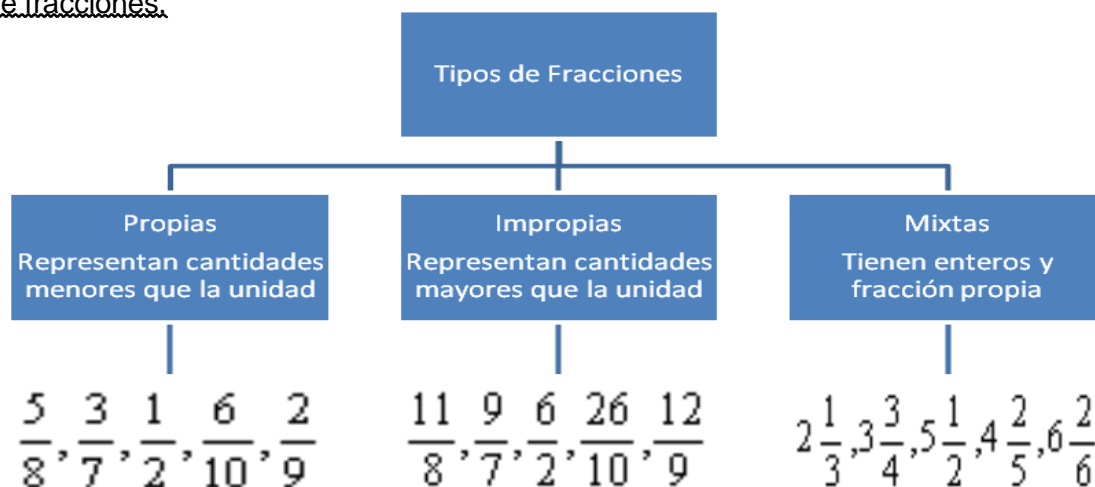 e fracciones.
Tipos de Fracciones
Propias
Representan cantidades
menores que la unidad
Impropias
Representan cantidades
mayores que la unidad
Mixtas
Tienen enteros y
fracción propia
5/8, 3/7, 1/2, 6/10, 2/9
11/8, 9/7, 6/2, 26/10, 12/9
2 1/3, 3 3/4, 5 1/2, 4 2/5, 6 2/6